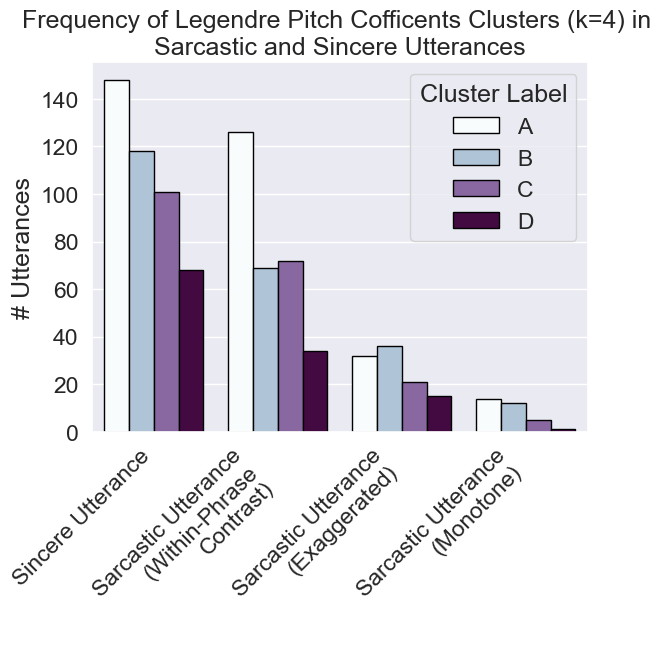 Frequency of Legendre Pitch Cofficents Clusters (k=4) in
Sarcastic and Sincere Utterances
Cluster Label
A
B
C
D
# Utterances
140
120
100
80
60
40
20
0
Sincere Utterance
Sarcastic Utterance
(Within-Phrase
Contrast)
Sarcastic Utterance
(Exaggerated)
Sarcastic Utterance
(Monotone)